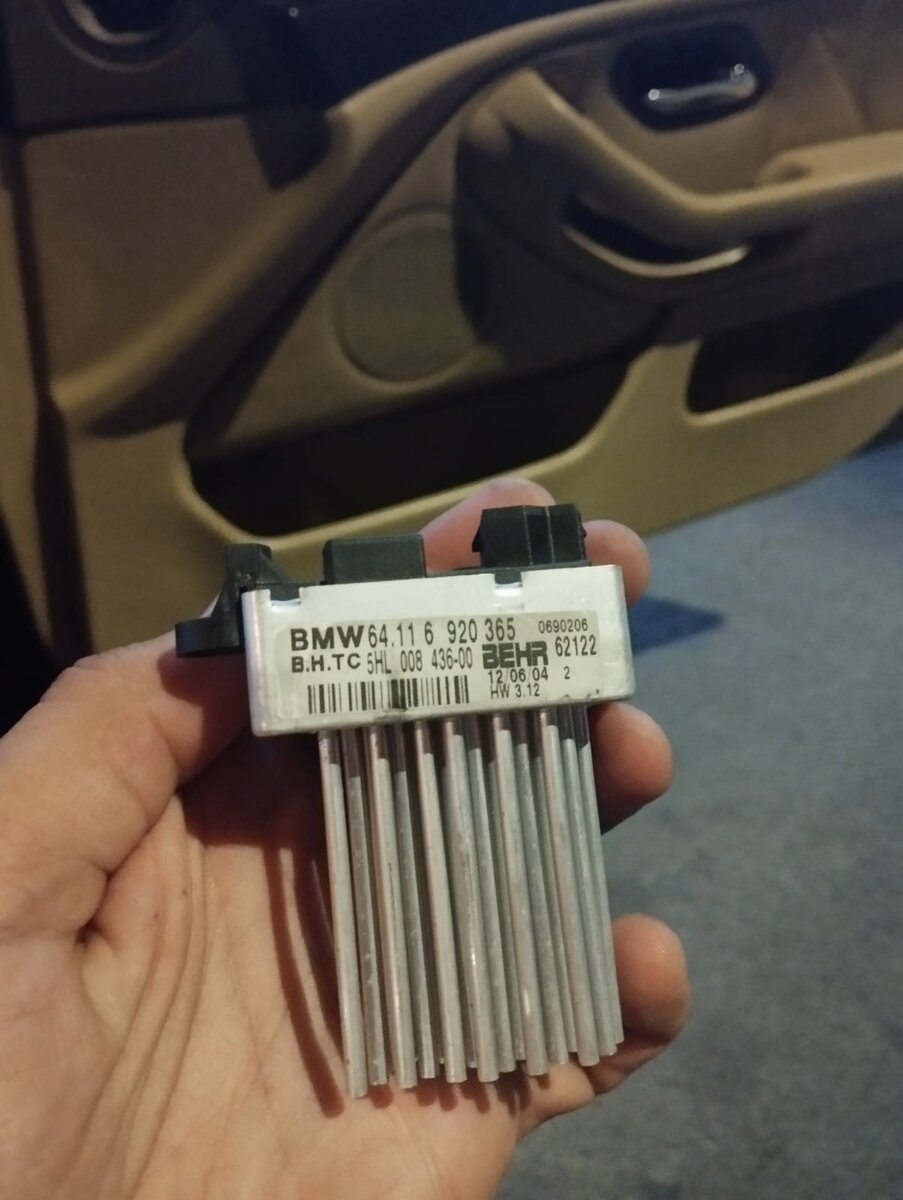 BMW 64.11 6 920 365 0690206
B.H.TC 5HL 008 436-00 BEHR 62122
12/06/04 2
HW 3.12